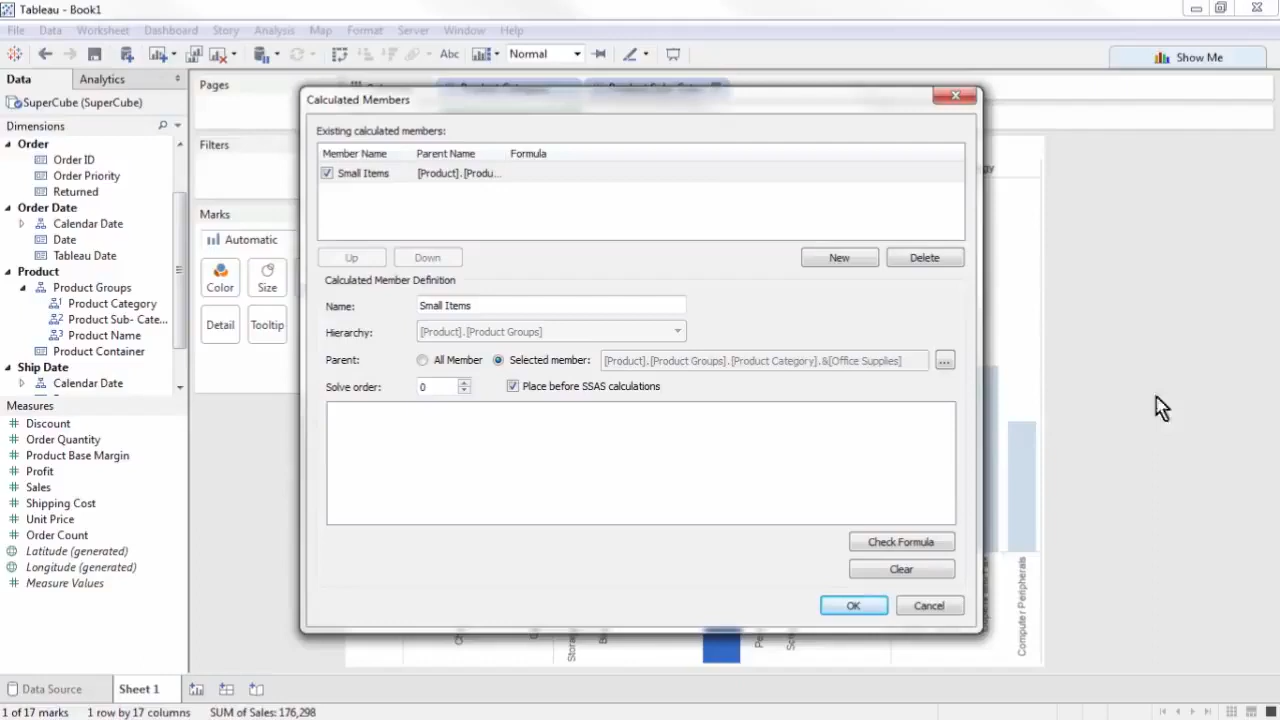 Tableau - Book1
File Data Worksheet Dashboard Story Analysis Map Format Server Window Help
Abc Normal Show Me
Data Analytics
SuperCube (SuperCube)
Dimensions
Order
Order ID
Order Priority
Returned
Order Date
Calendar Date
Date
Tableau Date
Product
Product Groups
Product Category
Product Sub- Cate...
Product Name
Product Container
Ship Date
Calendar Date
Measures
# Discount
# Order Quantity
# Product Base Margin
# Profit
# Sales
# Shipping Cost
# Unit Price
# Order Count
Latitude (generated)
Longitude (generated)
# Measure Values
Pages
Filters
Marks
Automatic
Color Size
Detail Tooltip
Calculated Members
Existing calculated members:
Member Name Parent Name Formula
Small Items [Product].[Produ...
Up Down New Delete
Calculated Member Definition
Name: Small Items
Hierarchy: [Product].[Product Groups]
Parent: All Member Selected member: [Product].[Product Groups].[Product Category].&[Office Supplies] ...
Solve order: 0 Place before SSAS calculations
Check Formula
Clear
OK Cancel
Computer Peripherals
Data Source Sheet 1
1 of 17 marks 1 row by 17 columns SUM of Sales: 176,298